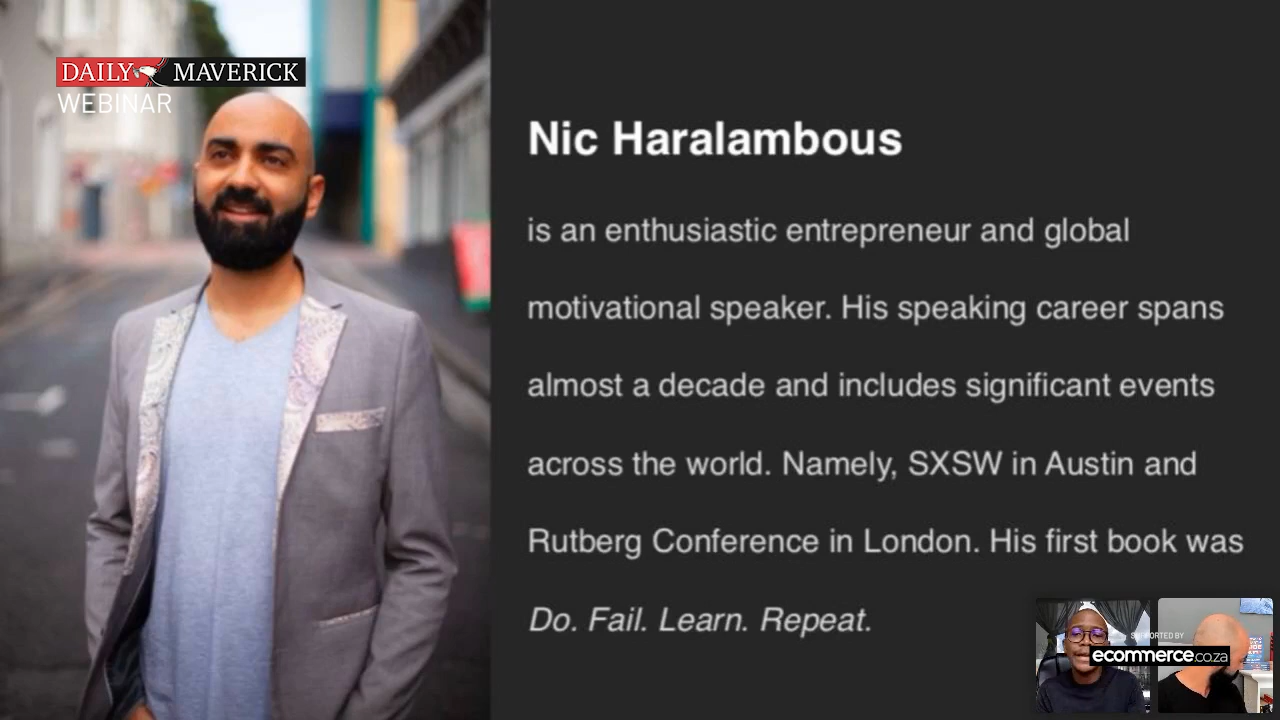 DAILY MAVERICK
WEBINAR
Nic Haralambous
is an enthusiastic entrepreneur and global
motivational speaker. His speaking career spans
almost a decade and includes significant events
across the world. Namely, SXSW in Austin and
Rutberg Conference in London. His first book was
Do. Fail. Learn. Repeat.
SUPPORTED BY
ecommerce.co.za